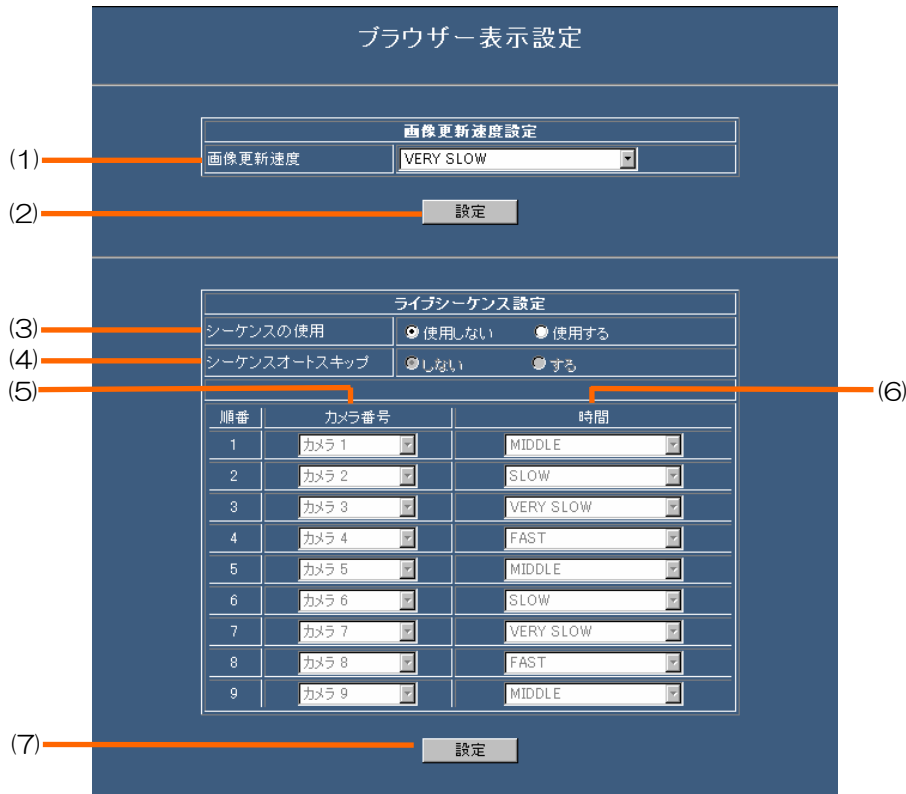 ブラウザー表示設定
画像更新速度設定
(1)
画像更新速度 VERY SLOW
(2)
設定
ライブシーケンス設定
(3)
シーケンスの使用 使用しない 使用する
(4)
シーケンスオートスキップ しない する
(5)
(6)
順番 カメラ番号 時間
1 カメラ 1 MIDDLE
2 カメラ 2 SLOW
3 カメラ 3 VERY SLOW
4 カメラ 4 FAST
5 カメラ 5 MIDDLE
6 カメラ 6 SLOW
7 カメラ 7 VERY SLOW
8 カメラ 8 FAST
9 カメラ 9 MIDDLE
(7)
設定